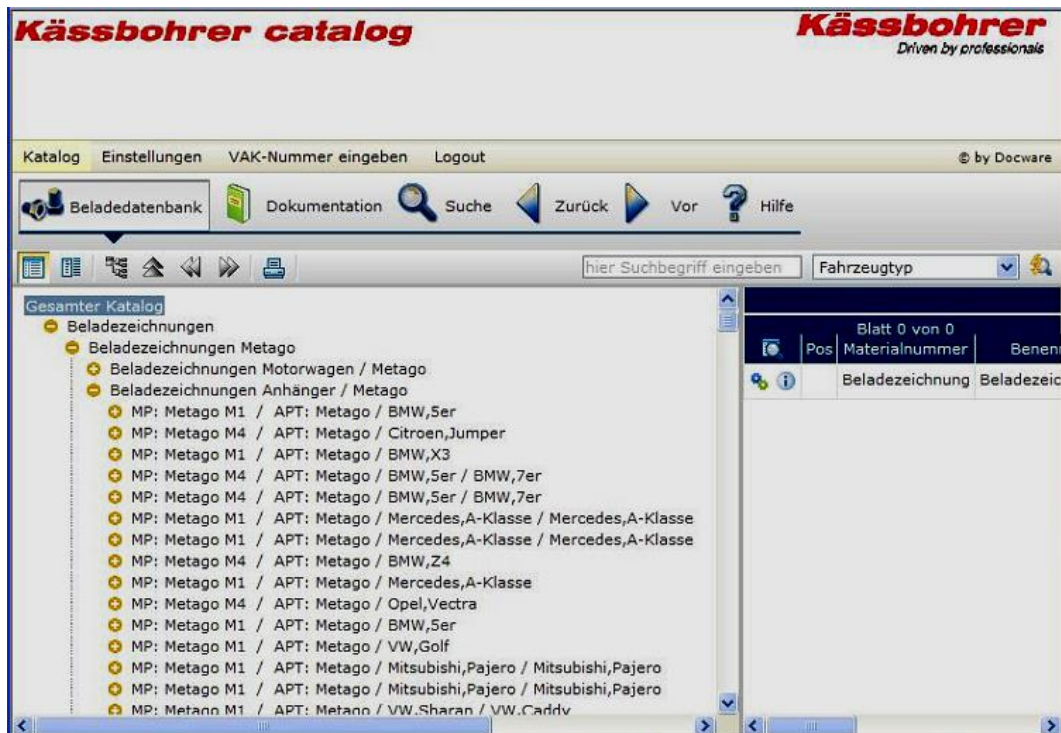 Kässbohrer catalog
Kässbohrer
Driven by professionals
Katalog Einstellungen VAK-Nummer eingeben Logout © by Docware
Beladedatenbank Dokumentation Suche Zurück Vor Hilfe
hier Suchbegriff eingeben Fahrzeugtyp
Gesamter Katalog
Beladezeichnungen
Beladezeichnungen Metago
Beladezeichnungen Motorwagen / Metago
Beladezeichnungen Anhänger / Metago
MP: Metago M1 / APT: Metago / BMW,5er
MP: Metago M4 / APT: Metago / Citroen,Jumper
MP: Metago M1 / APT: Metago / BMW,X3
MP: Metago M4 / APT: Metago / BMW,5er / BMW,7er
MP: Metago M4 / APT: Metago / BMW,5er / BMW,7er
MP: Metago M1 / APT: Metago / Mercedes,A-Klasse / Mercedes,A-Klasse
MP: Metago M1 / APT: Metago / Mercedes,A-Klasse / Mercedes,A-Klasse
MP: Metago M4 / APT: Metago / BMW,Z4
MP: Metago M1 / APT: Metago / Mercedes,A-Klasse
MP: Metago M4 / APT: Metago / Opel,Vectra
MP: Metago M1 / APT: Metago / BMW,5er
MP: Metago M1 / APT: Metago / VW,Golf
MP: Metago M1 / APT: Metago / Mitsubishi,Pajero / Mitsubishi,Pajero
MP: Metago M1 / APT: Metago / Mitsubishi,Pajero / Mitsubishi,Pajero
MP: Metago M1 / APT: Metago / VW,Sharan / VW,Caddy
Blatt 0 von 0
Pos Materialnummer Benenn
Beladezeichnung Beladezeic